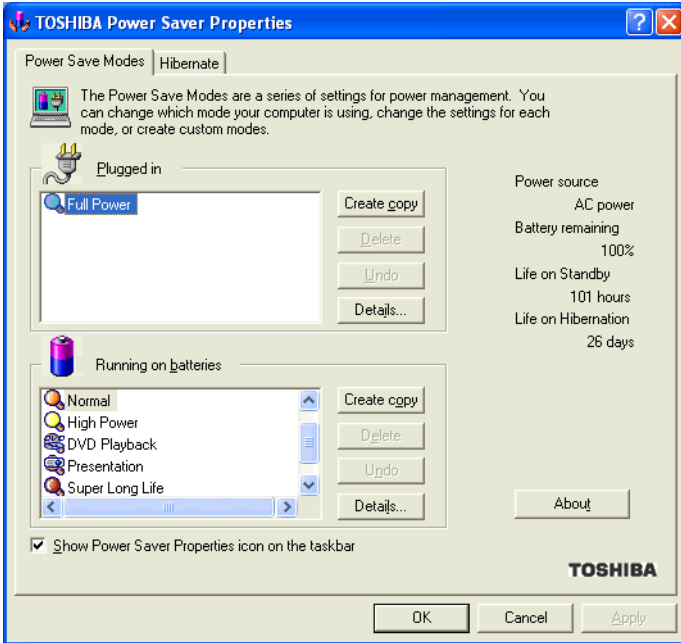 TOSHIBA Power Saver Properties
Power Save Modes
Hibernate
The Power Save Modes are a series of settings for power management. You
can change which mode your computer is using, change the settings for each
mode, or create custom modes.
Plugged in
Full Power
Create copy
Delete
Undo
Details...
Power source
AC power
Battery remaining
100%
Life on Standby
101 hours
Life on Hibernation
26 days
Running on batteries
Normal
High Power
DVD Playback
Presentation
Super Long Life
Create copy
Delete
Undo
Details...
About
Show Power Saver Properties icon on the taskbar
TOSHIBA
OK
Cancel
Apply